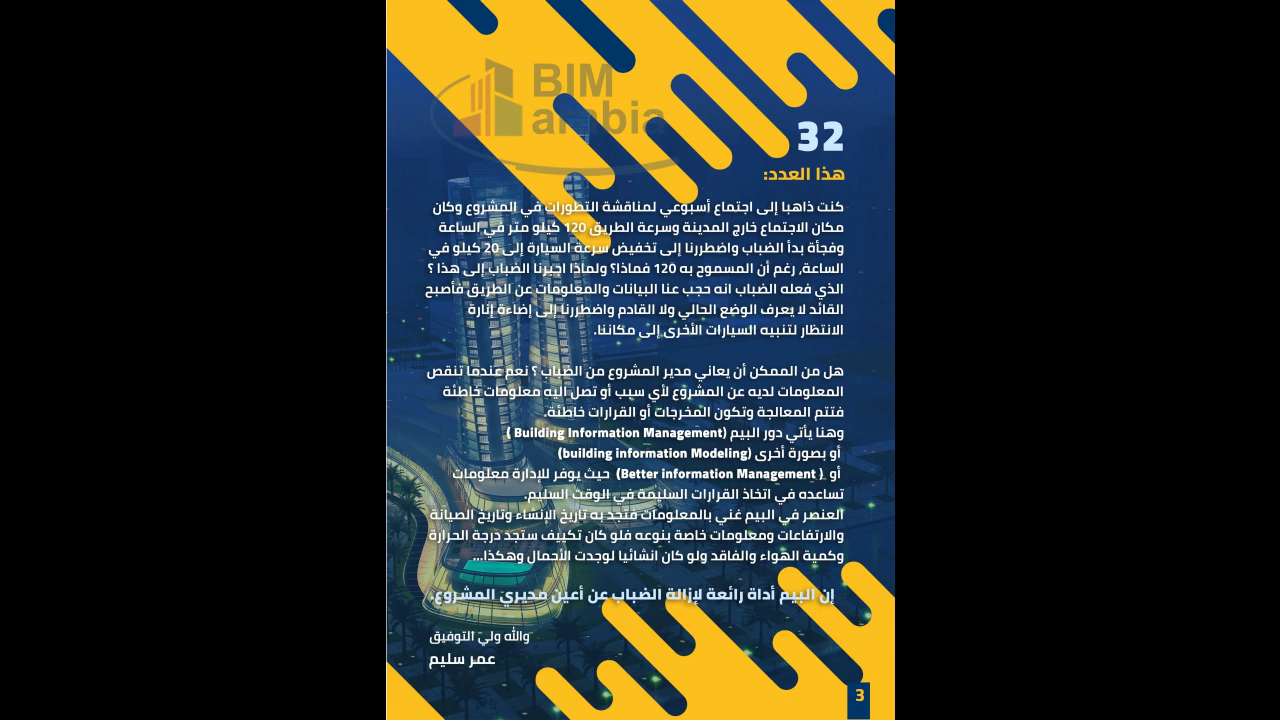 BIM
arabia
32
هذا العدد:
كنت ذاهبا إلى اجتماع أسبوعي لمناقشة التطورات في المشروع وكان
مكان الاجتماع خارج المدينة وسرعة الطريق 120 كيلو متر في الساعة
وفجأة بدأ الضباب واضطررنا إلى تخفيض سرعة السيارة إلى 20 كيلو في
الساعة, رغم أن المسموح به 120 فماذا؟ ولماذا اجبرنا الضباب إلى هذا ؟
الذي فعله الضباب انه حجب عنا البيانات والمعلومات عن الطريق فأصبح
القائد لا يعرف الوضع الحالي ولا القادم واضطررنا إلى إضاءة إنارة
الانتظار لتنبيه السيارات الأخرى إلى مكاننا.
هل من الممكن أن يعاني مدير المشروع من الضباب ؟ نعم عندما تنقص
المعلومات لديه عن المشروع لأي سبب أو تصل اليه معلومات خاطئة
فتتم المعالجة وتكون المخرجات أو القرارات خاطئة.
وهنا يأتي دور البيم (Building Information Management )
أو بصورة أخرى (building information Modeling)
أو ( Better information Management) حيث يوفر للإدارة معلومات
تساعده في اتخاذ القرارات السليمة في الوقت السليم.
العنصر في البيم غني بالمعلومات فتجد به تاريخ الإنشاء وتاريخ الصيانة
والارتفاعات ومعلومات خاصة بنوعه فلو كان تكييف ستجد درجة الحرارة
وكمية الهواء والفاقد ولو كان انشائيا لوجدت الأحمال وهكذا...
إن البيم أداة رائعة لإزالة الضباب عن أعين مديري المشروع.
والله ولي التوفيق
عمر سليم
3